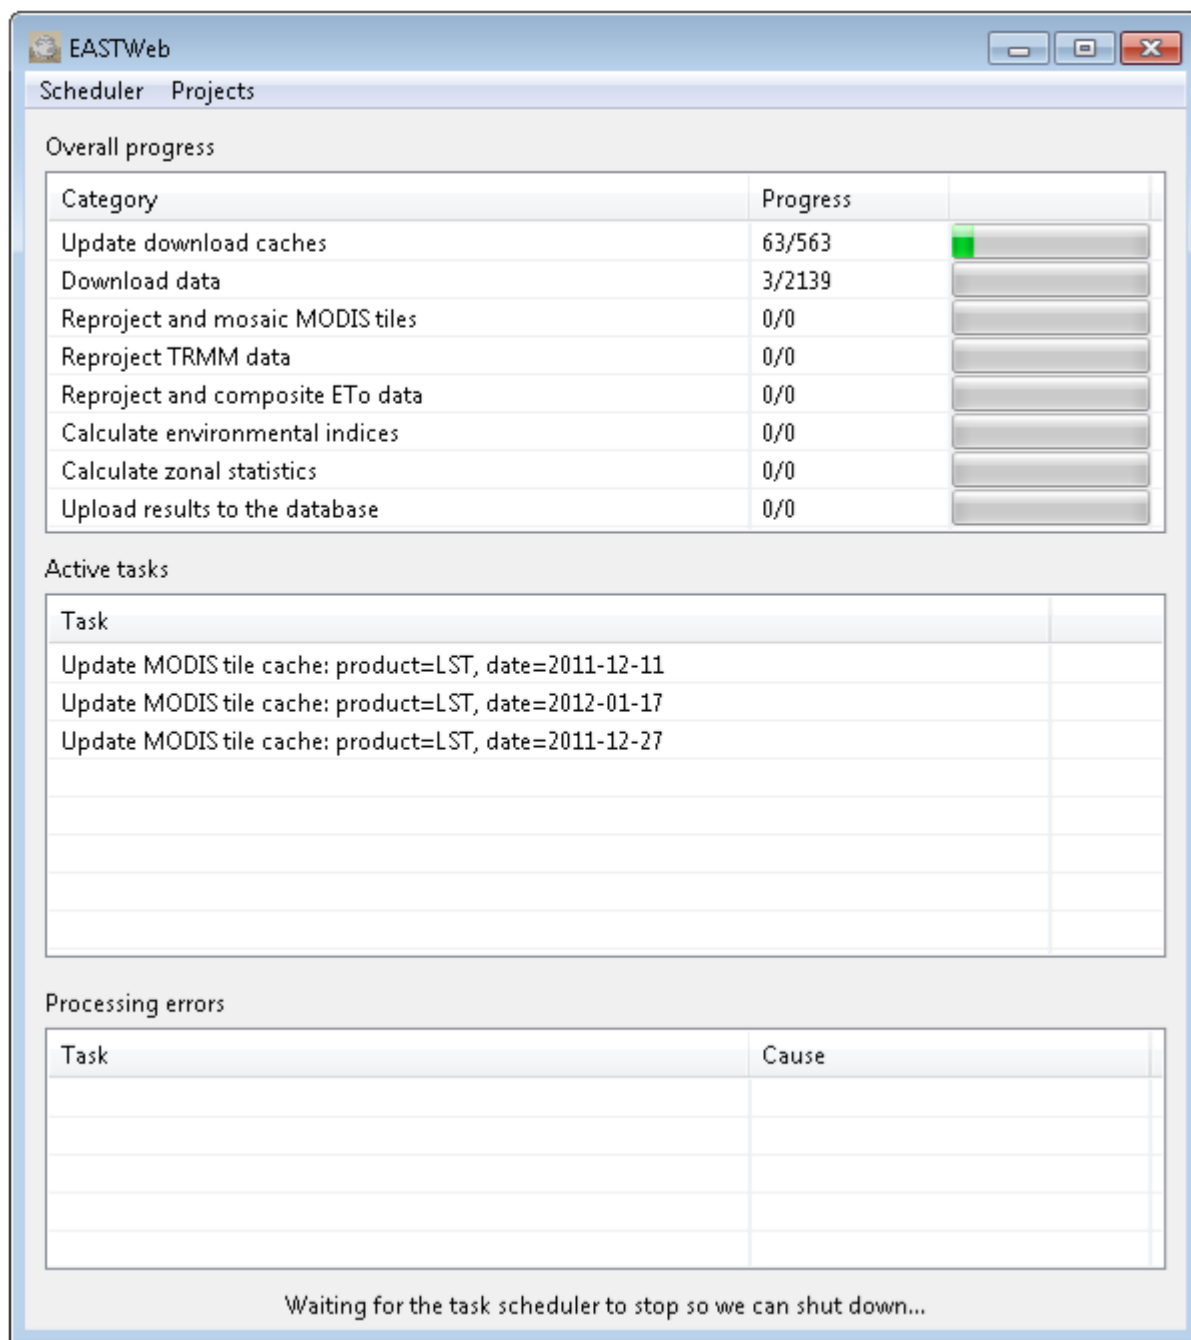 EASTWeb
Scheduler Projects
Overall progress
Category Progress
Update download caches 63/563
Download data 3/2139
Reproject and mosaic MODIS tiles 0/0
Reproject TRMM data 0/0
Reproject and composite ETo data 0/0
Calculate environmental indices 0/0
Calculate zonal statistics 0/0
Upload results to the database 0/0
Active tasks
Task
Update MODIS tile cache: product=LST, date=2011-12-11
Update MODIS tile cache: product=LST, date=2012-01-17
Update MODIS tile cache: product=LST, date=2011-12-27
Processing errors
Task Cause
Waiting for the task scheduler to stop so we can shut down...